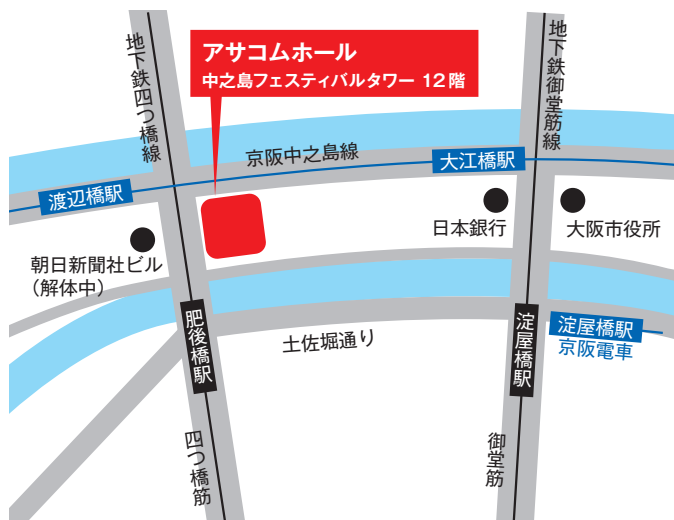 アサコムホール
中之島フェスティバルタワー 12階
地下鉄四つ橋線
地下鉄御堂筋線
京阪中之島線
大江橋駅
渡辺橋駅
日本銀行
大阪市役所
朝日新聞社ビル
(解体中)
肥後橋駅
土佐堀通り
淀屋橋駅
淀屋橋駅
京阪電車
四つ橋筋
御堂筋